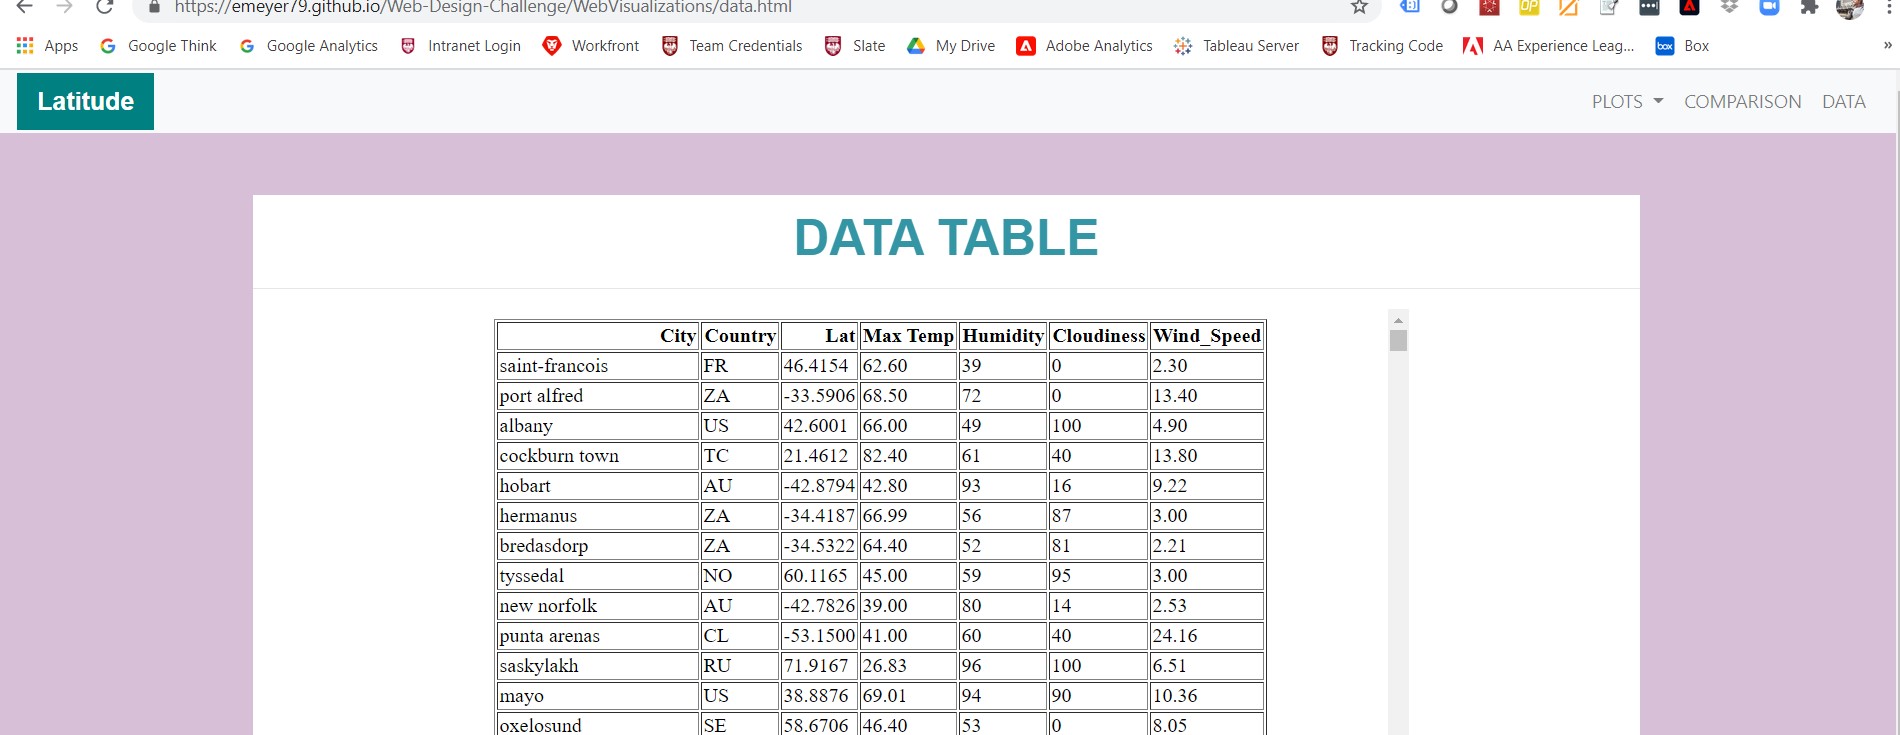 https://emeyer79.github.io/Web-Design-Challenge/WebVisualizations/data.html
Apps Google Think Google Analytics Intranet Login Workfront Team Credentials Slate My Drive Adobe Analytics Tableau Server Tracking Code AA Experience Leag... box Box »
Latitude PLOTS COMPARISON DATA
DATA TABLE
City Country Lat Max Temp Humidity Cloudiness Wind_Speed
saint-francois FR 46.4154 62.60 39 0 2.30
port alfred ZA -33.5906 68.50 72 0 13.40
albany US 42.6001 66.00 49 100 4.90
cockburn town TC 21.4612 82.40 61 40 13.80
hobart AU -42.8794 42.80 93 16 9.22
hermanus ZA -34.4187 66.99 56 87 3.00
bredasdorp ZA -34.5322 64.40 52 81 2.21
tyssedal NO 60.1165 45.00 59 95 3.00
new norfolk AU -42.7826 39.00 80 14 2.53
punta arenas CL -53.1500 41.00 60 40 24.16
saskylakh RU 71.9167 26.83 96 100 6.51
mayo US 38.8876 69.01 94 90 10.36
oxelosund SE 58.6706 46.40 53 0 8.05